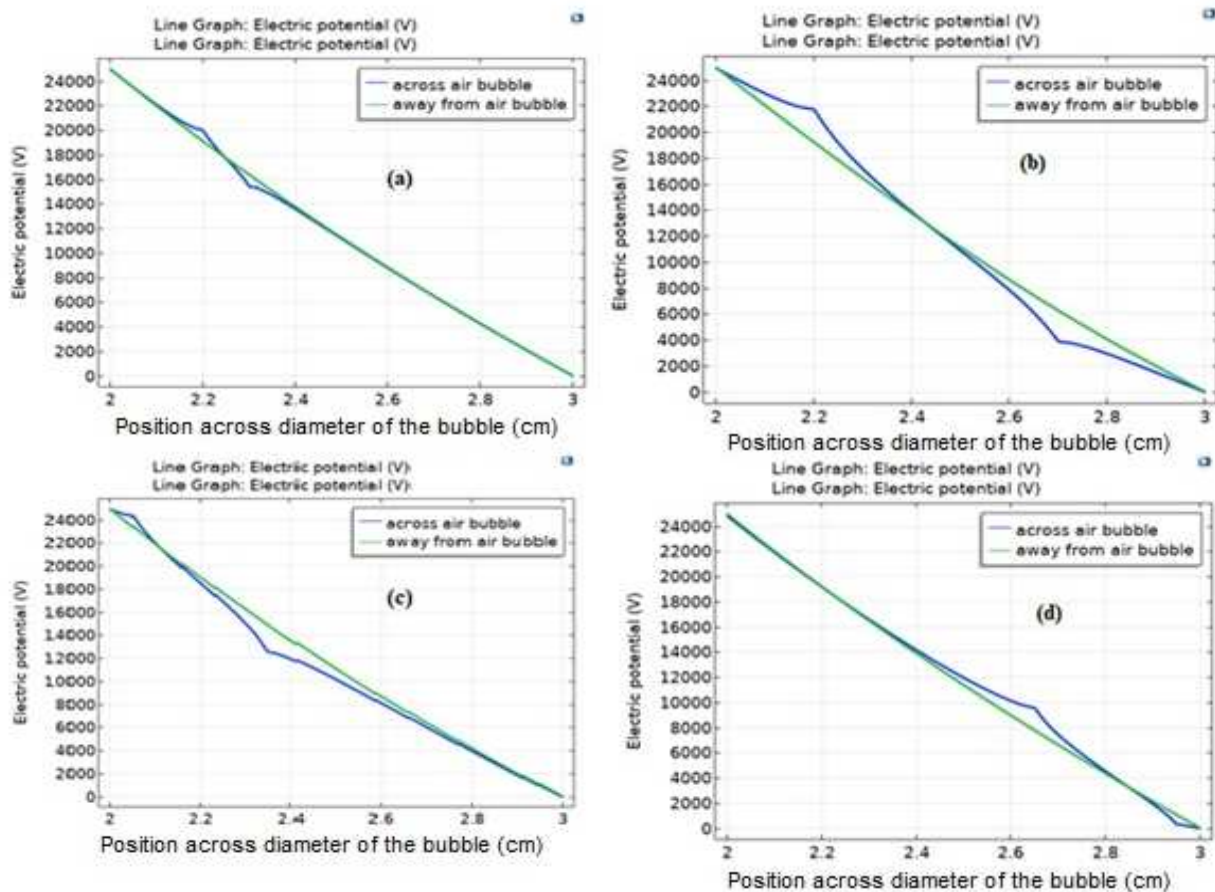 Line Graph: Electric potential (V)
Line Graph: Electric potential (V)
across air bubble
away from air bubble
24000
22000
20000
18000
16000
14000
12000
10000
8000
6000
4000
2000
0
Electric potential (V)
(a)
2
2.2
2.4
2.6
2.8
3
Position across diameter of the bubble (cm)
Line Graph: Electric potential (V)
Line Graph: Electric potential (V)
across air bubble
away from air bubble
24000
22000
20000
18000
16000
14000
12000
10000
8000
6000
4000
2000
0
Electric potential (V)
(b)
2
2.2
2.4
2.6
2.8
3
Position across diameter of the bubble (cm)
Line Graph: Electriic potential (V)
Line Graph: Electriic potential (V)
across air bubble
away from air bubble
24000
22000
20000
18000
16000
14000
12000
10000
8000
6000
4000
2000
0
Electric potential (V)
(c)
2
2.2
2.4
2.6
2.8
3
Position across diameter of the bubble (cm)
Line Graph: Electric potential (V)
Line Graph: Electric potential (V)
across air bubble
away from air bubble
24000
22000
20000
18000
16000
14000
12000
10000
8000
6000
4000
2000
0
Electric potential (V)
(d)
2
2.2
2.4
2.6
2.8
3
Position across diameter of the bubble (cm)